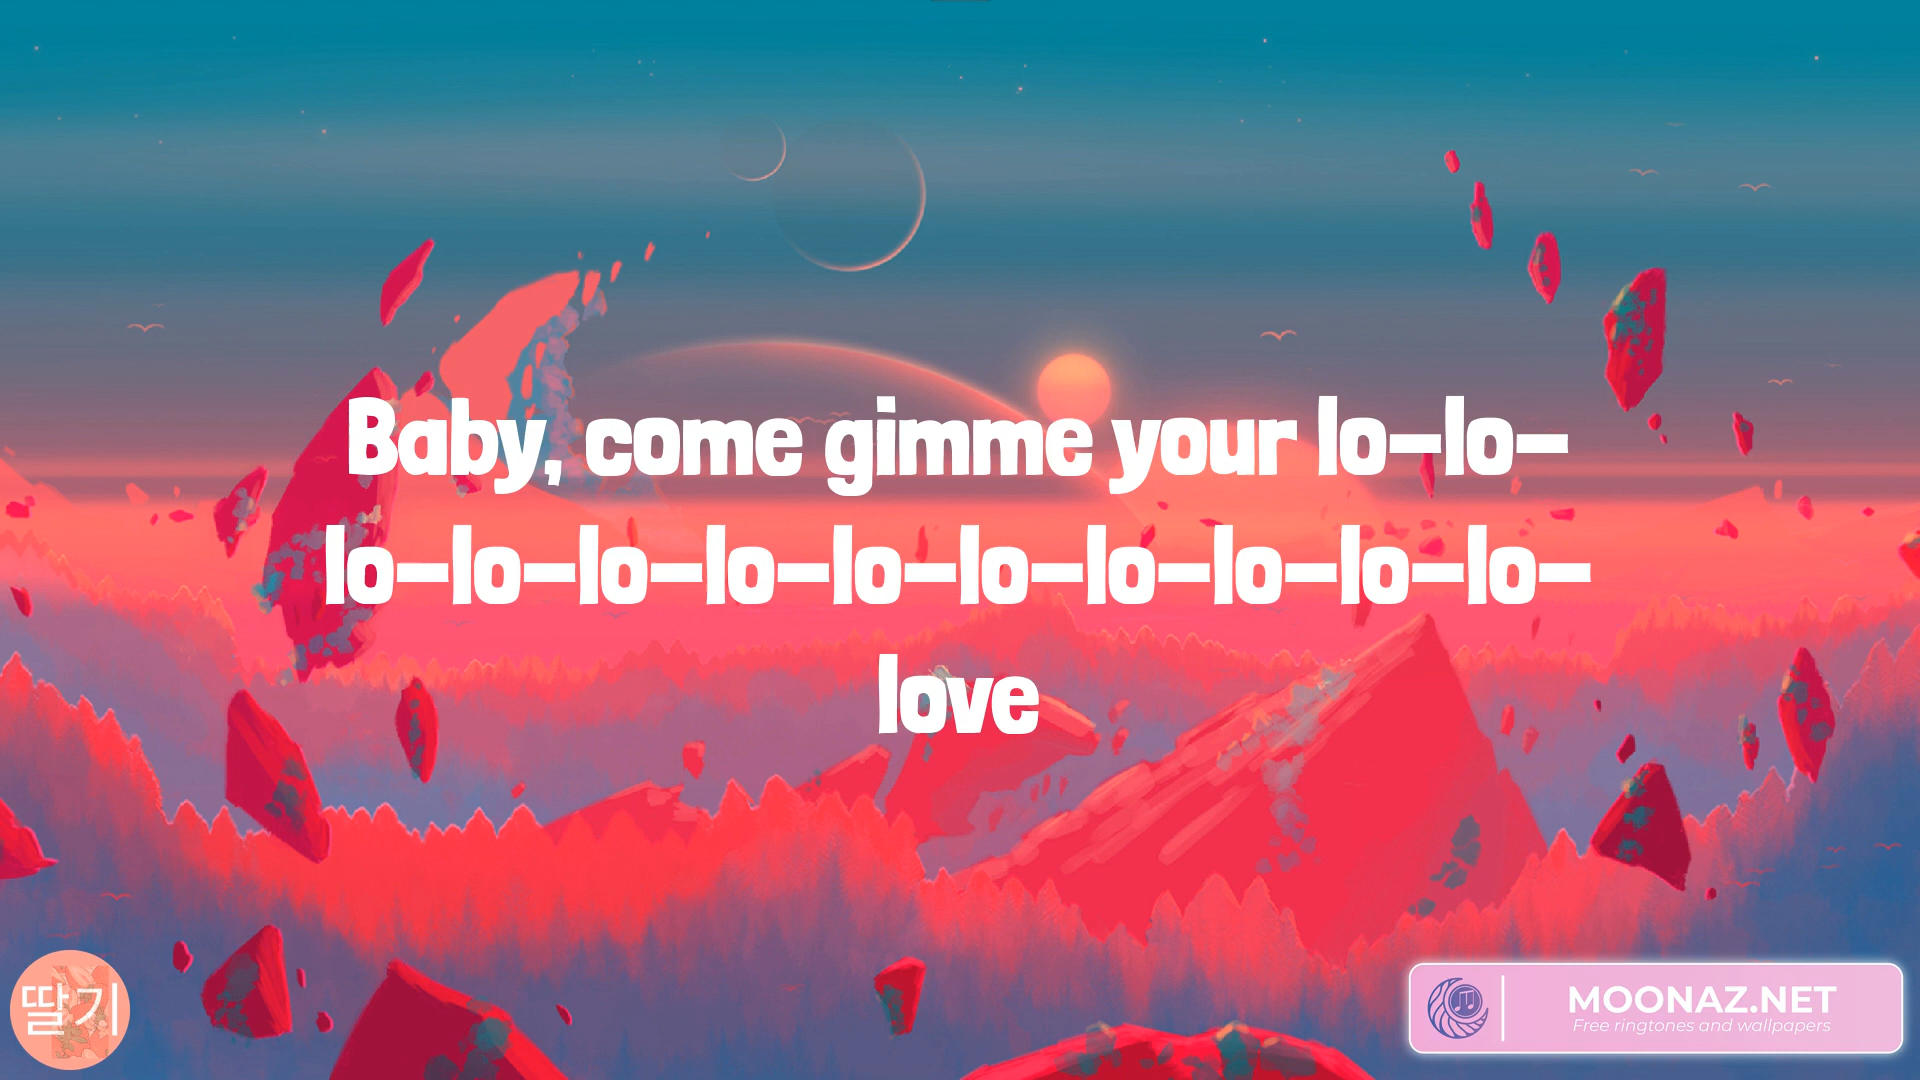 Baby, come gimme your lo-lo-
lo-lo-lo-lo-lo-lo-lo-lo-lo-lo-
love
딸기
MOONAZ.NET
Free ringtones and wallpapers